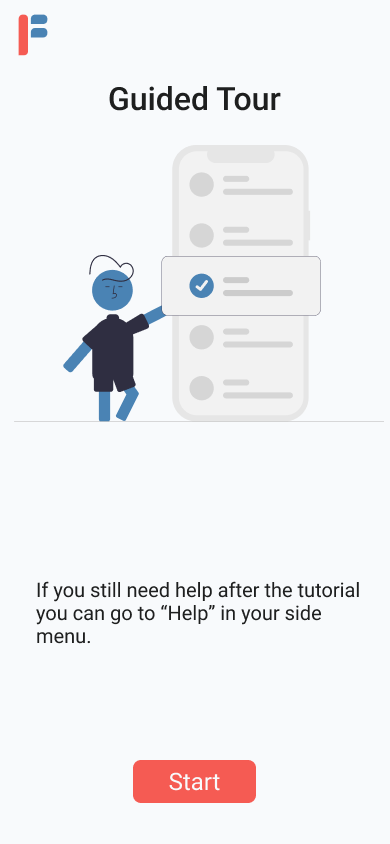 F
Guided Tour
If you still need help after the tutorial
you can go to “Help” in your side
menu.
Start